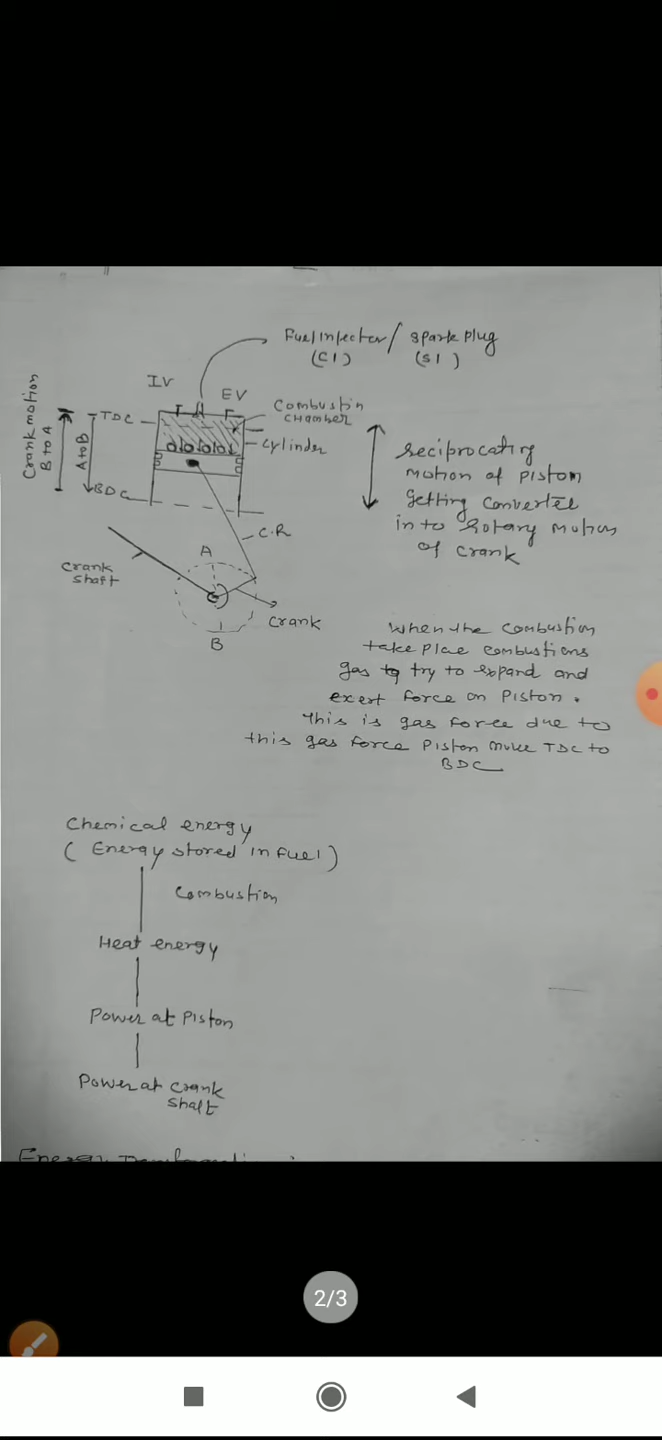 Fuel injector / spark plug
(CI) (SI)
IV
EV
Combustin
chamber
Cylinder
TDC
BDC
Crank motion
B to A
A to B
C.R
A
B
Crank
shaft
Crank
reciprocating
motion of piston
getting converted
in to rotary motion
of crank
When the combustion
take place combustions
gas to try to expand and
exert force on piston.
This is gas force due to
this gas force piston move TDC to
BDC
Chemical energy
(Energy stored in fuel)
Combustion
Heat energy
Power at piston
Power at crank
shaft
2/3